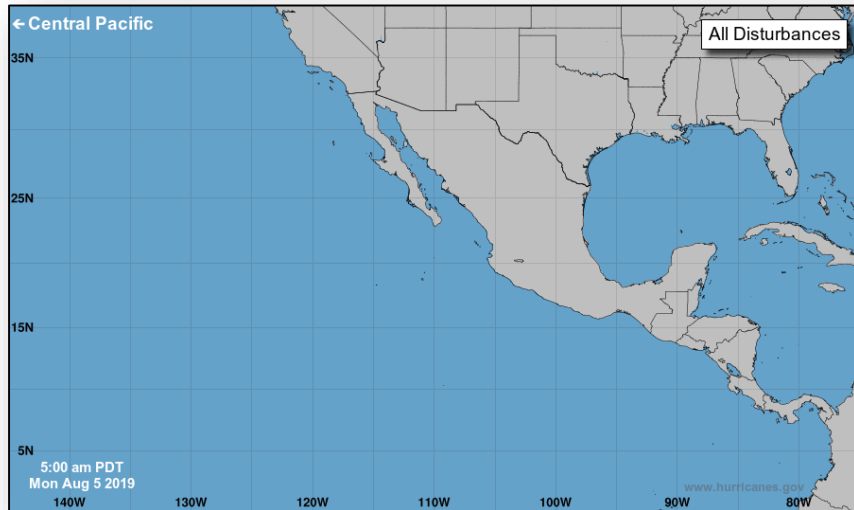 ← Central Pacific
All Disturbances
35N
25N
15N
5N
5:00 am PDT
Mon Aug 5 2019
www.hurricanes.gov
140W 130W 120W 110W 100W 90W 80W